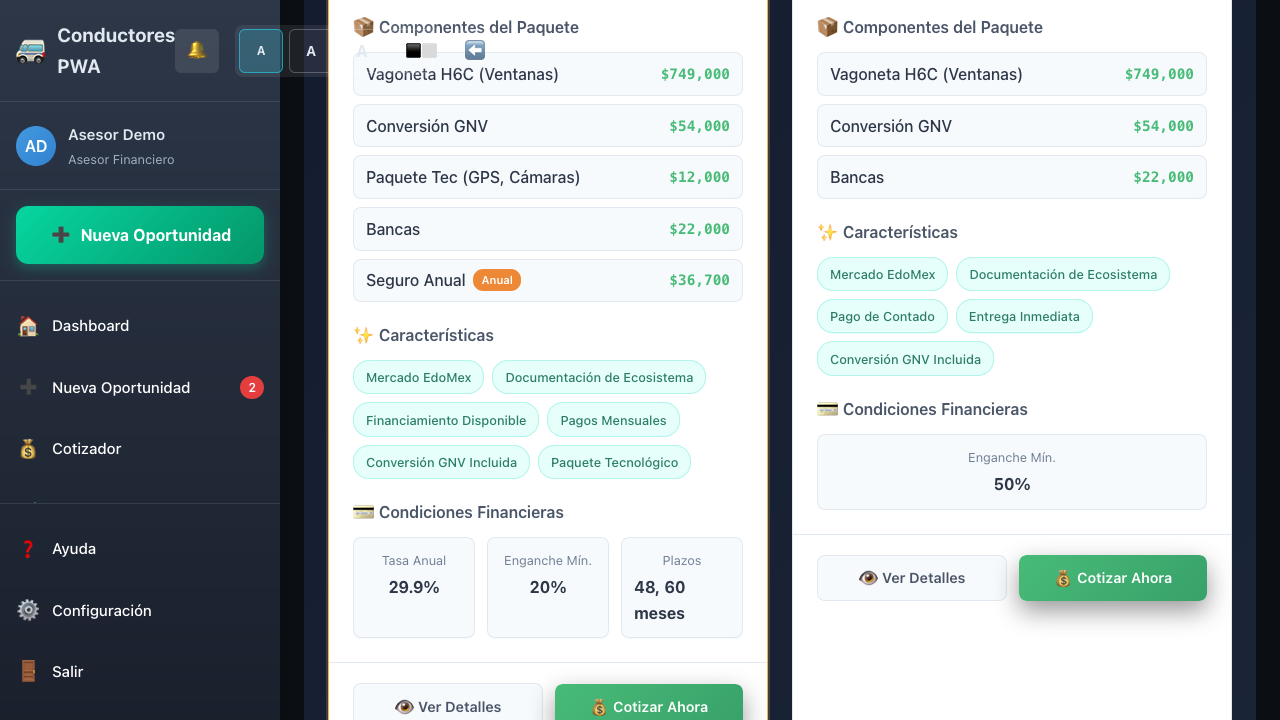 Conductores
PWA
A
A
AD
Asesor Demo
Asesor Financiero
Nueva Oportunidad
Dashboard
Nueva Oportunidad
2
Cotizador
Ayuda
Configuración
Salir
Componentes del Paquete
A
Vagoneta H6C (Ventanas)
$749,000
Conversión GNV
$54,000
Paquete Tec (GPS, Cámaras)
$12,000
Bancas
$22,000
Seguro Anual Anual
$36,700
Características
Mercado EdoMex
Documentación de Ecosistema
Financiamiento Disponible
Pagos Mensuales
Conversión GNV Incluida
Paquete Tecnológico
Condiciones Financieras
Tasa Anual
29.9%
Enganche Mín.
20%
Plazos
48, 60
meses
Ver Detalles
Cotizar Ahora
Componentes del Paquete
Vagoneta H6C (Ventanas)
$749,000
Conversión GNV
$54,000
Bancas
$22,000
Características
Mercado EdoMex
Documentación de Ecosistema
Pago de Contado
Entrega Inmediata
Conversión GNV Incluida
Condiciones Financieras
Enganche Mín.
50%
Ver Detalles
Cotizar Ahora